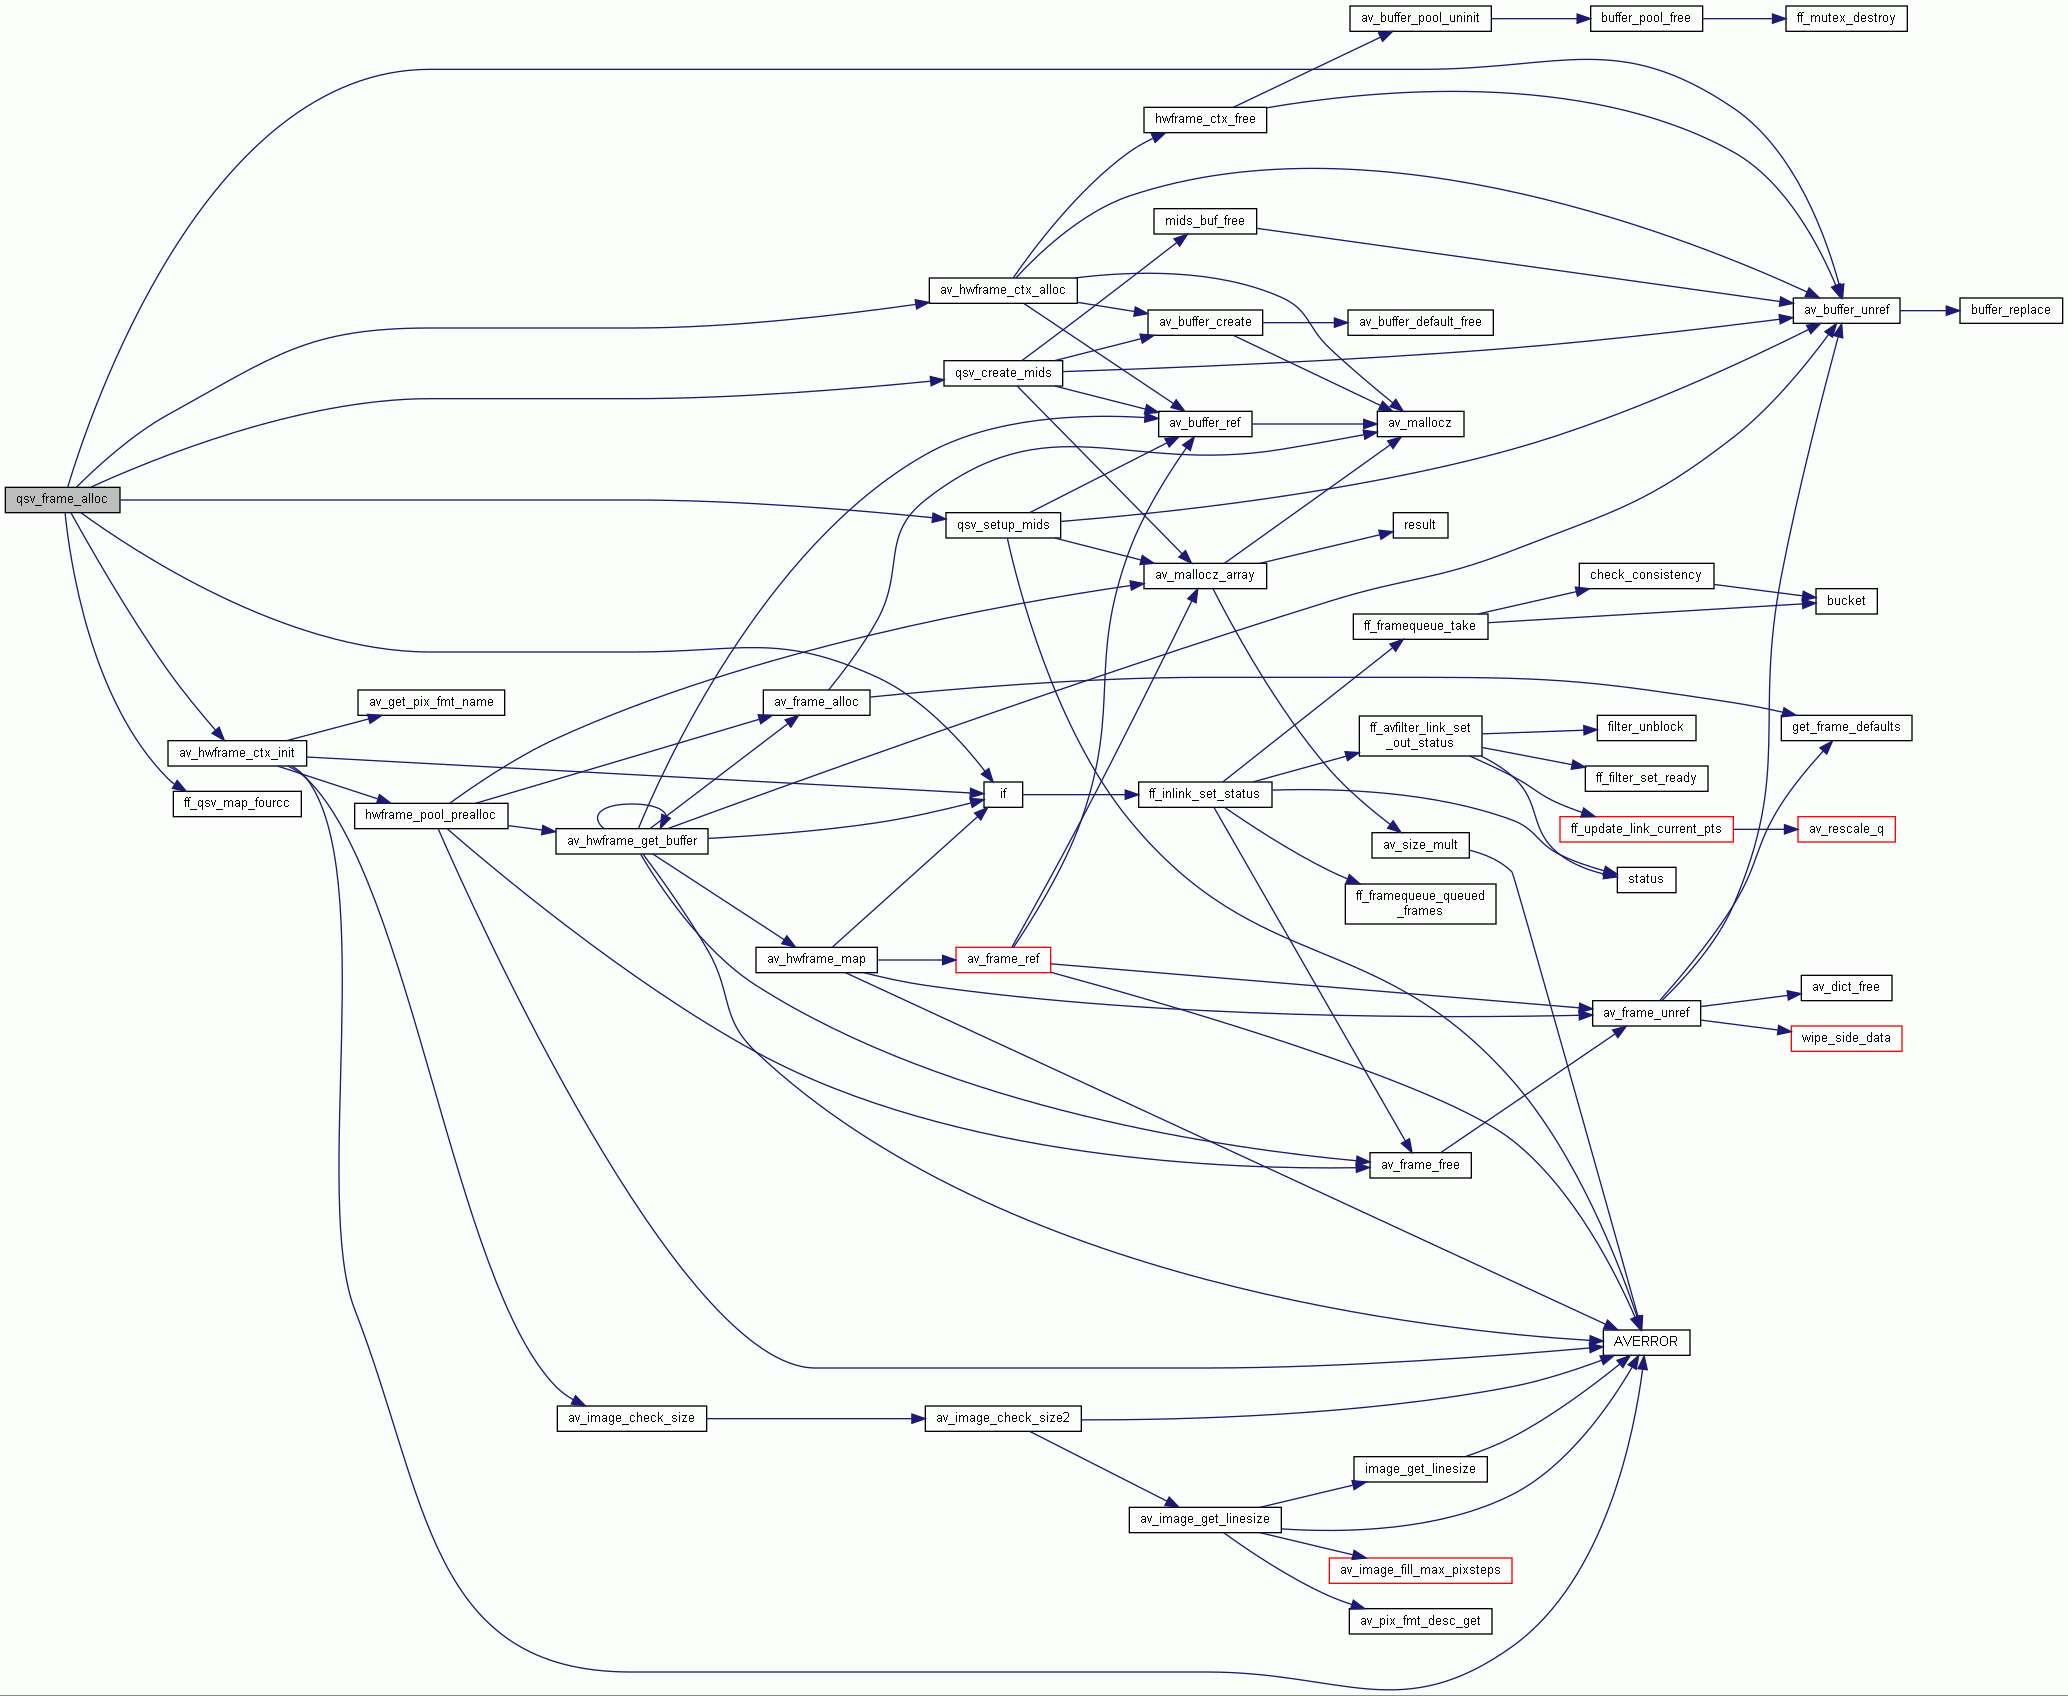 av_buffer_pool_uninit
buffer_pool_free
ff_mutex_destroy
hwframe_ctx_free
mids_buf_free
av_hwframe_ctx_alloc
av_buffer_create
av_buffer_default_free
av_buffer_unref
buffer_replace
qsv_create_mids
av_buffer_ref
av_mallocz
qsv_frame_alloc
qsv_setup_mids
result
av_mallocz_array
check_consistency
bucket
ff_framequeue_take
av_get_pix_fmt_name
av_frame_alloc
ff_avfilter_link_set
_out_status
filter_unblock
get_frame_defaults
av_hwframe_ctx_init
ff_filter_set_ready
ff_qsv_map_fourcc
if
ff_inlink_set_status
hwframe_pool_prealloc
av_hwframe_get_buffer
ff_update_link_current_pts
av_rescale_q
av_size_mult
status
ff_framequeue_queued
_frames
av_hwframe_map
av_frame_ref
av_dict_free
av_frame_unref
wipe_side_data
av_frame_free
AVERROR
av_image_check_size
av_image_check_size2
image_get_linesize
av_image_get_linesize
av_image_fill_max_pixsteps
av_pix_fmt_desc_get